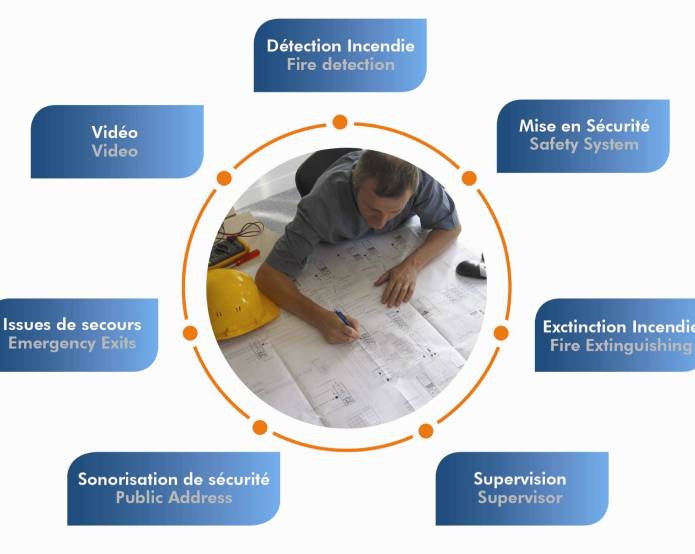 Détection Incendie
Fire detection
Mise en Sécurité
Safety System
Exctinction Incendie
Fire Extinguishing
Supervision
Supervisor
Sonorisation de sécurité
Public Address
Issues de secours
Emergency Exits
Vidéo
Video